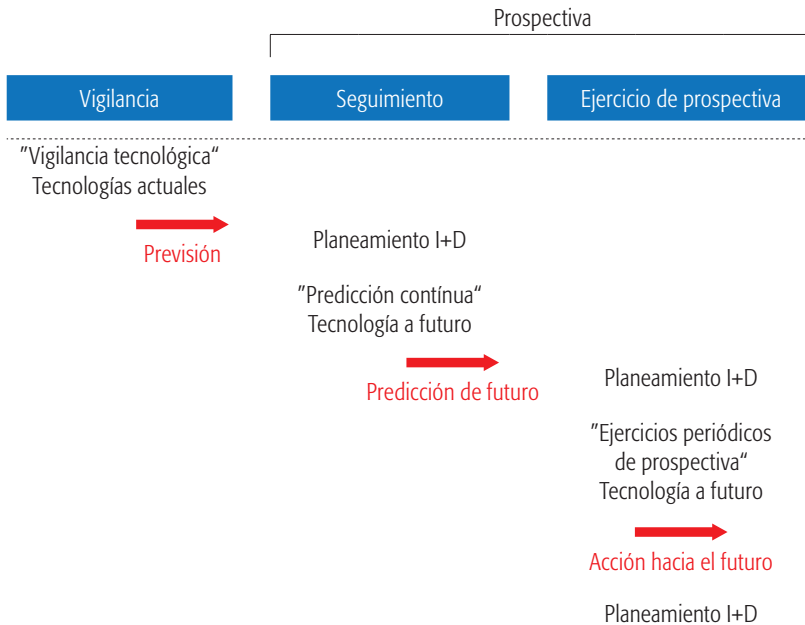 Prospectiva
Vigilancia
Seguimiento
Ejercicio de prospectiva
”Vigilancia tecnológica“
Tecnologías actuales
Previsión
Planeamiento I+D
”Predicción contínua“
Tecnología a futuro
Predicción de futuro
Planeamiento I+D
”Ejercicios periódicos
de prospectiva“
Tecnología a futuro
Acción hacia el futuro
Planeamiento I+D